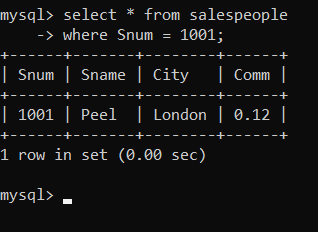 mysql> select * from salespeople
    -> where Snum = 1001;
+------+-------+--------+------+
| Snum | Sname | City   | Comm |
+------+-------+--------+------+
| 1001 | Peel  | London | 0.12 |
+------+-------+--------+------+
1 row in set (0.00 sec)

mysql>